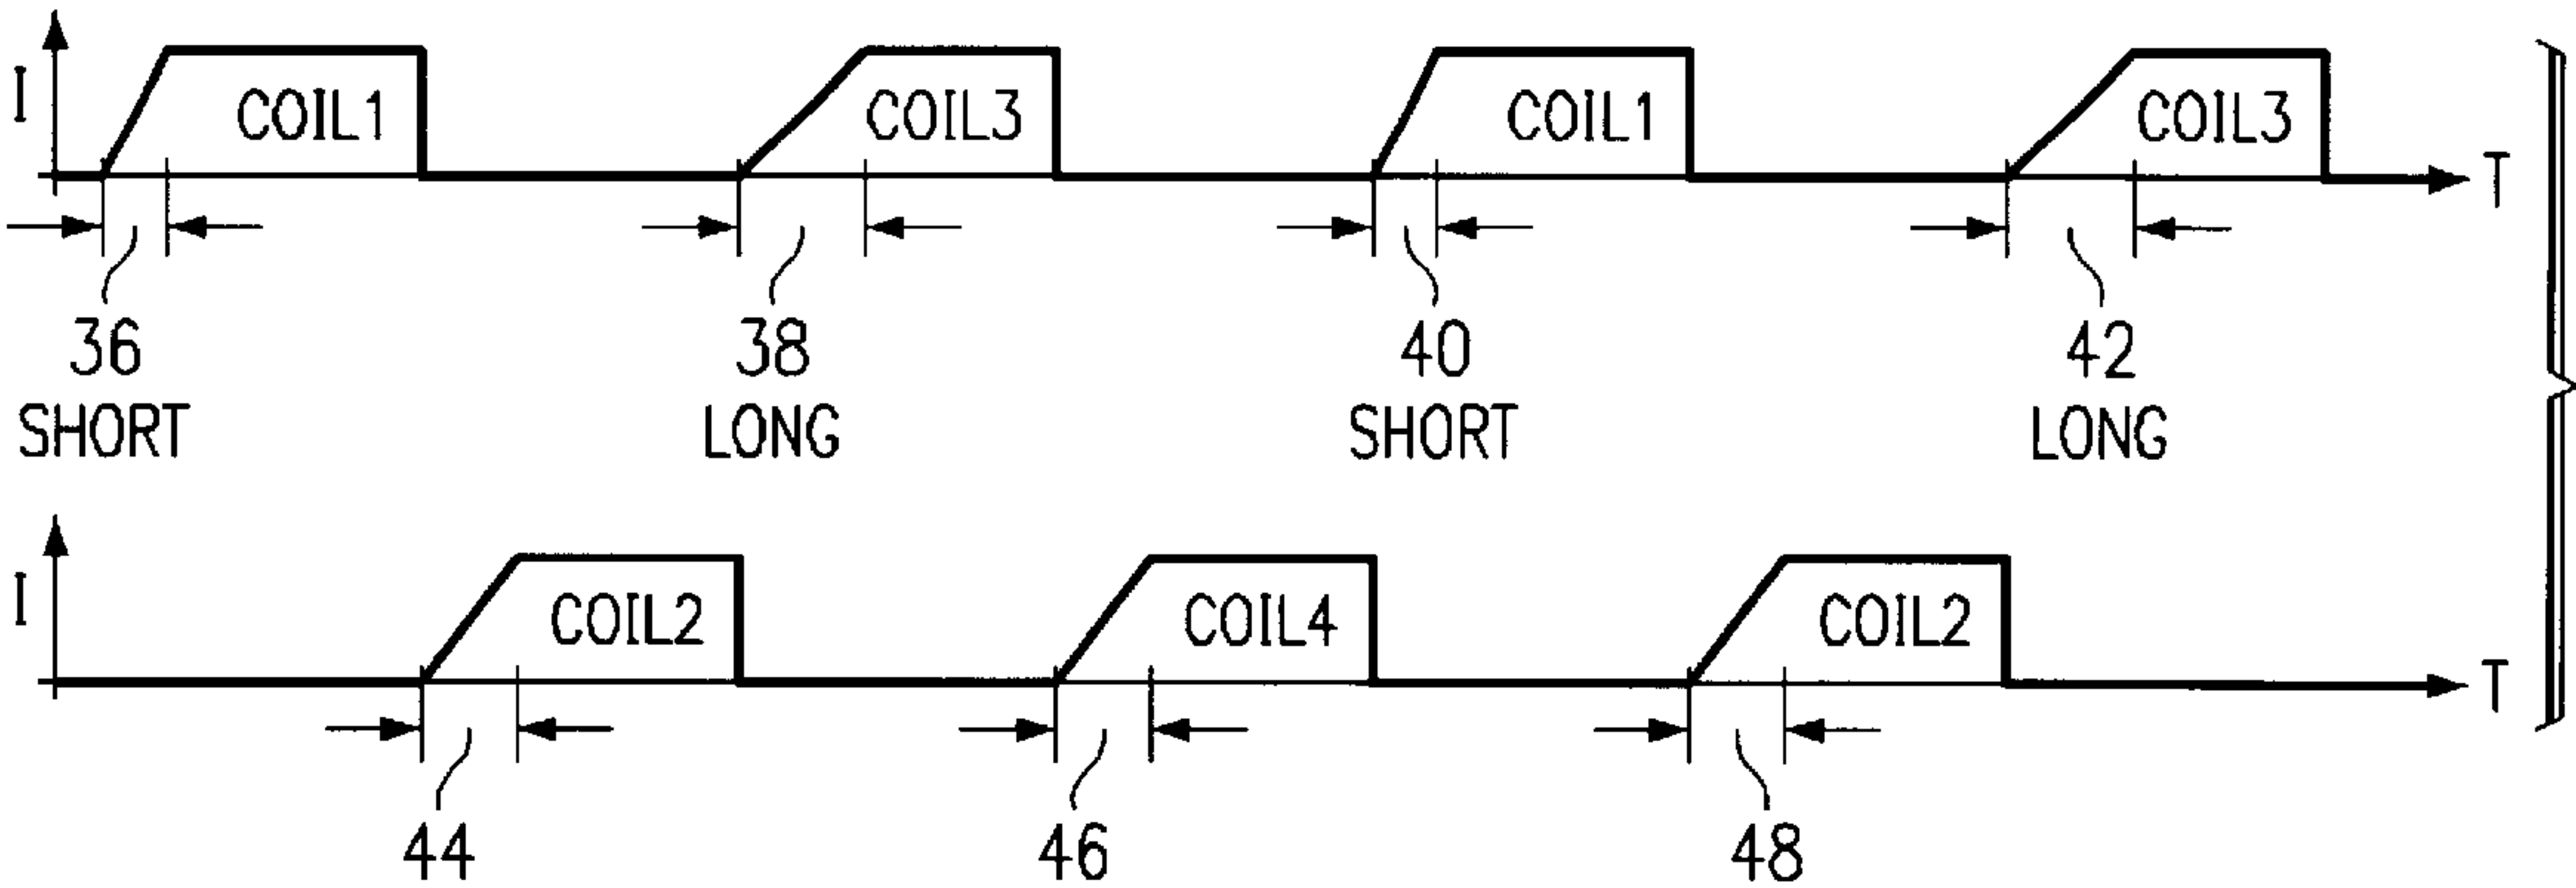 I COIL1 COIL3 COIL1 COIL3 T
36 38 40 42
SHORT LONG SHORT LONG
I COIL2 COIL4 COIL2 T
44 46 48